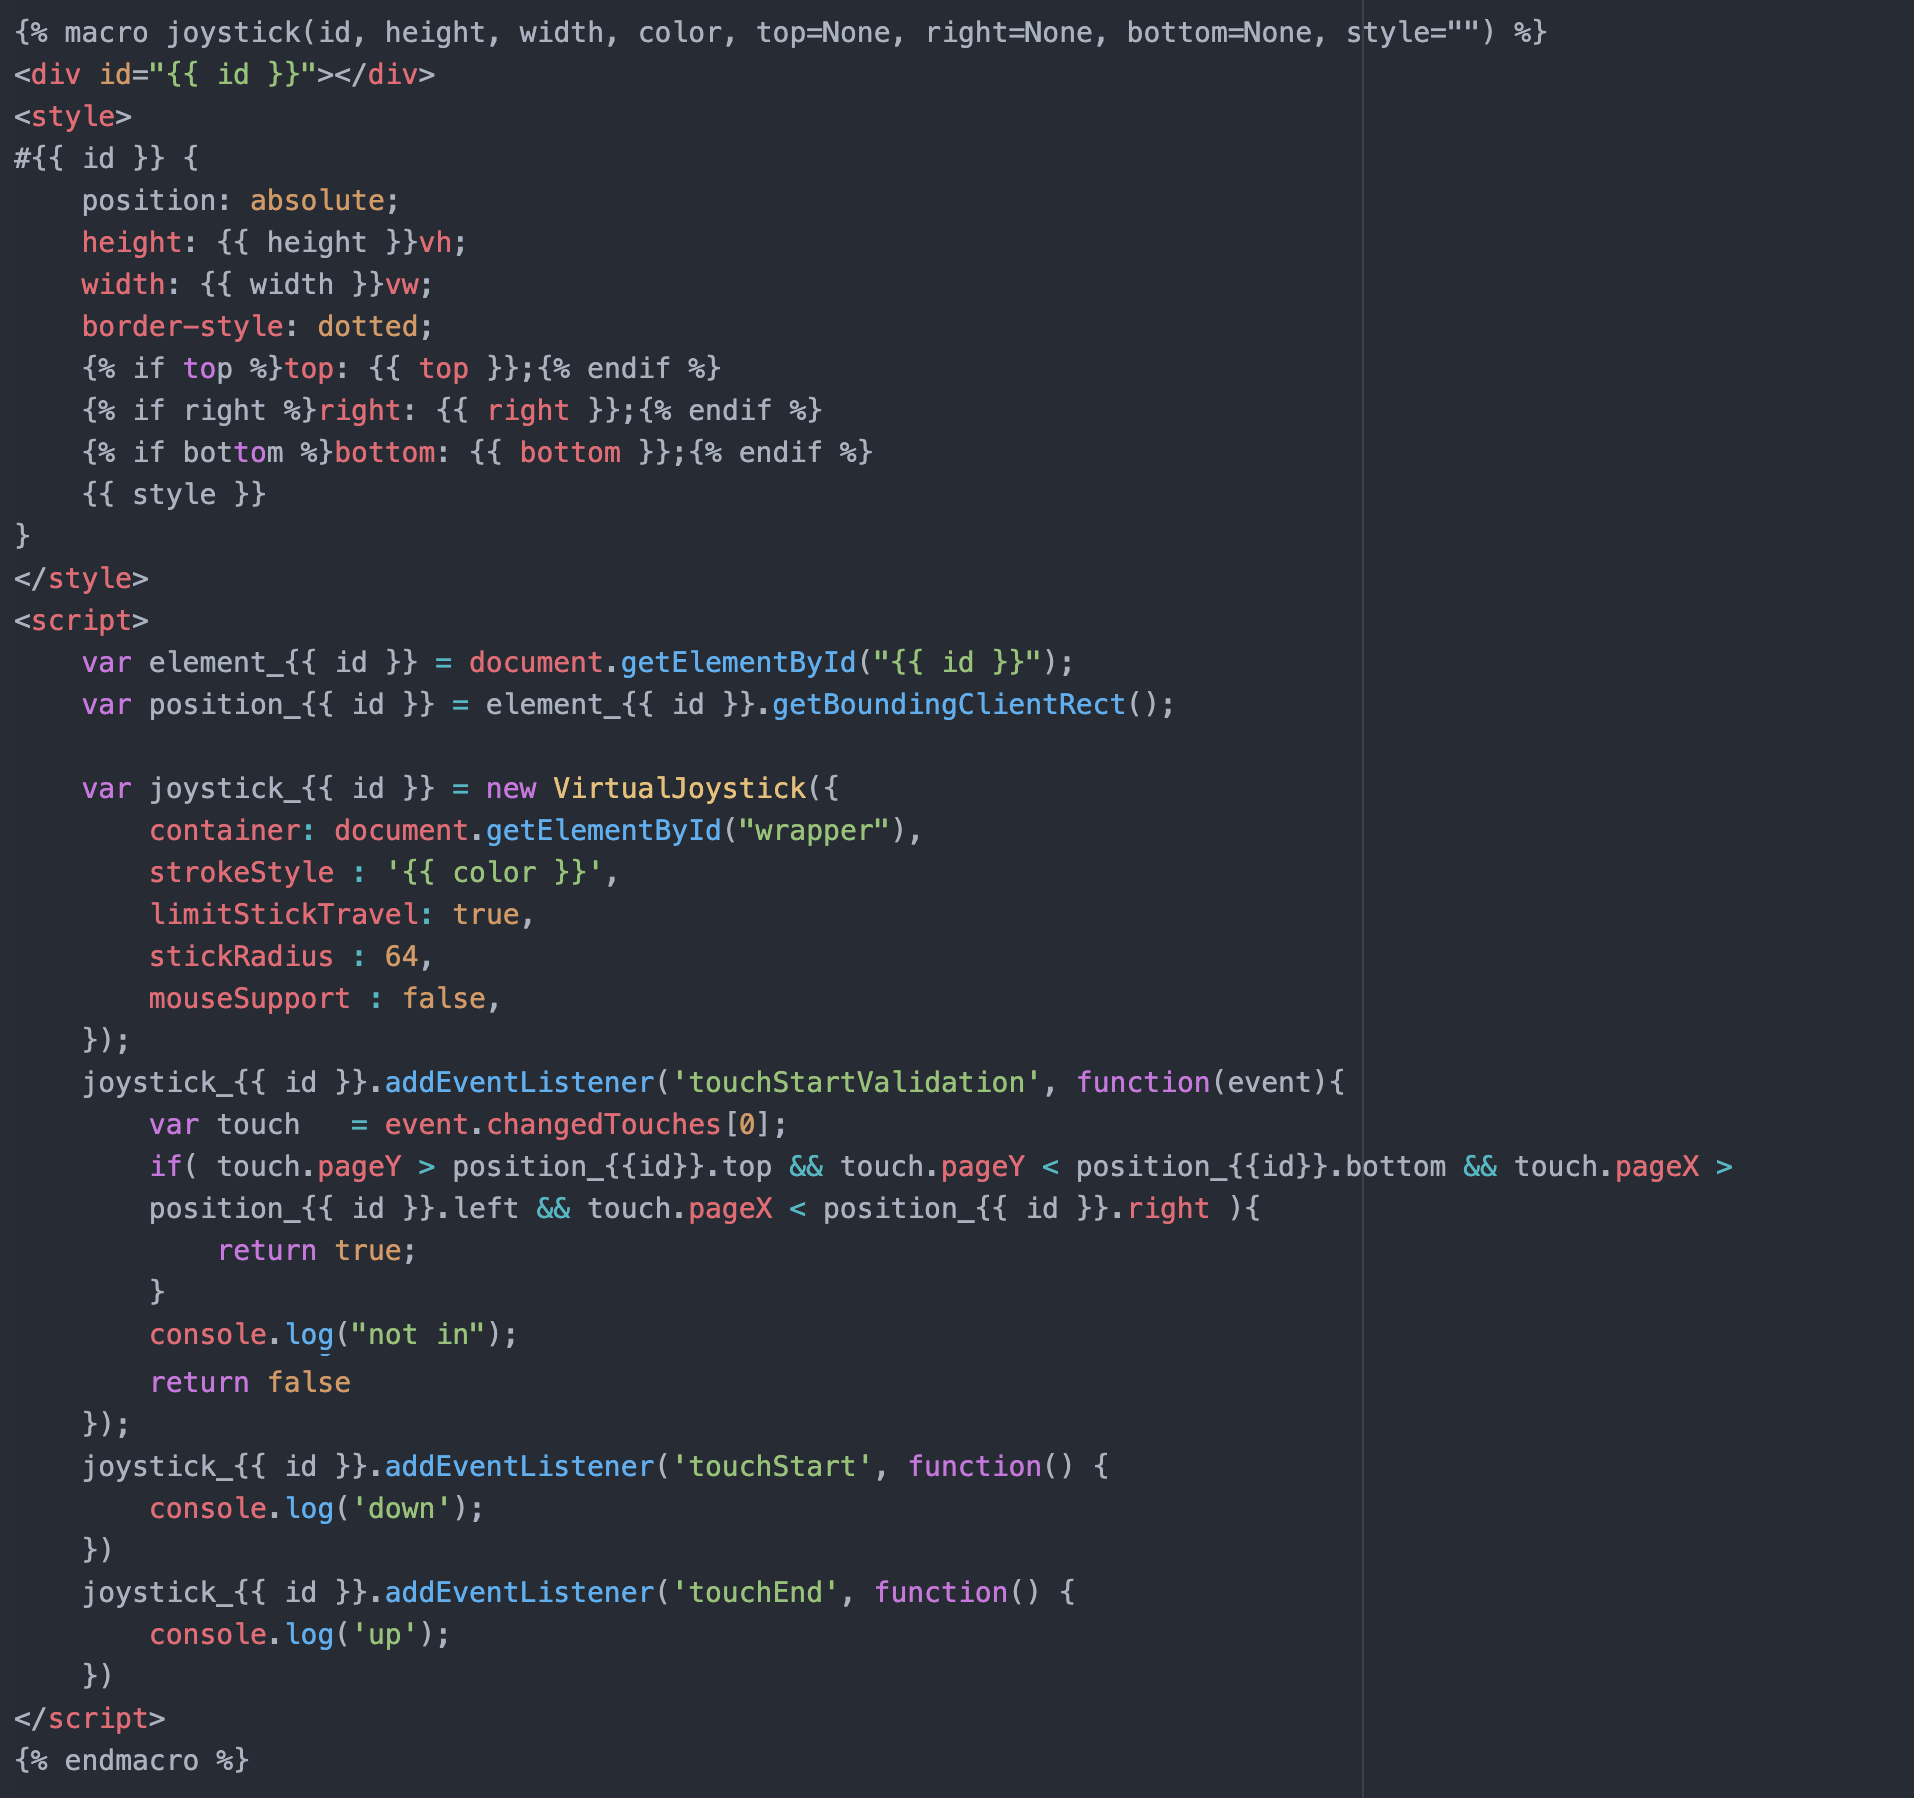 {% macro joystick(id, height, width, color, top=None, right=None, bottom=None, style="") %}
<div id="{{ id }}"></div>
<style>
#{{ id }} {
    position: absolute;
    height: {{ height }}vh;
    width: {{ width }}vw;
    border-style: dotted;
    {% if top %}top: {{ top }};{% endif %}
    {% if right %}right: {{ right }};{% endif %}
    {% if bottom %}bottom: {{ bottom }};{% endif %}
    {{ style }}
}
</style>
<script>
    var element_{{ id }} = document.getElementById("{{ id }}");
    var position_{{ id }} = element_{{ id }}.getBoundingClientRect();

    var joystick_{{ id }} = new VirtualJoystick({
        container: document.getElementById("wrapper"),
        strokeStyle : '{{ color }}',
        limitStickTravel: true,
        stickRadius : 64,
        mouseSupport : false,
    });
    joystick_{{ id }}.addEventListener('touchStartValidation', function(event){
        var touch   = event.changedTouches[0];
        if( touch.pageY > position_{{id}}.top && touch.pageY < position_{{id}}.bottom && touch.pageX >
        position_{{ id }}.left && touch.pageX < position_{{ id }}.right ){
            return true;
        }
        console.log("not in");
        return false
    });
    joystick_{{ id }}.addEventListener('touchStart', function() {
        console.log('down');
    })
    joystick_{{ id }}.addEventListener('touchEnd', function() {
        console.log('up');
    })
</script>
{% endmacro %}